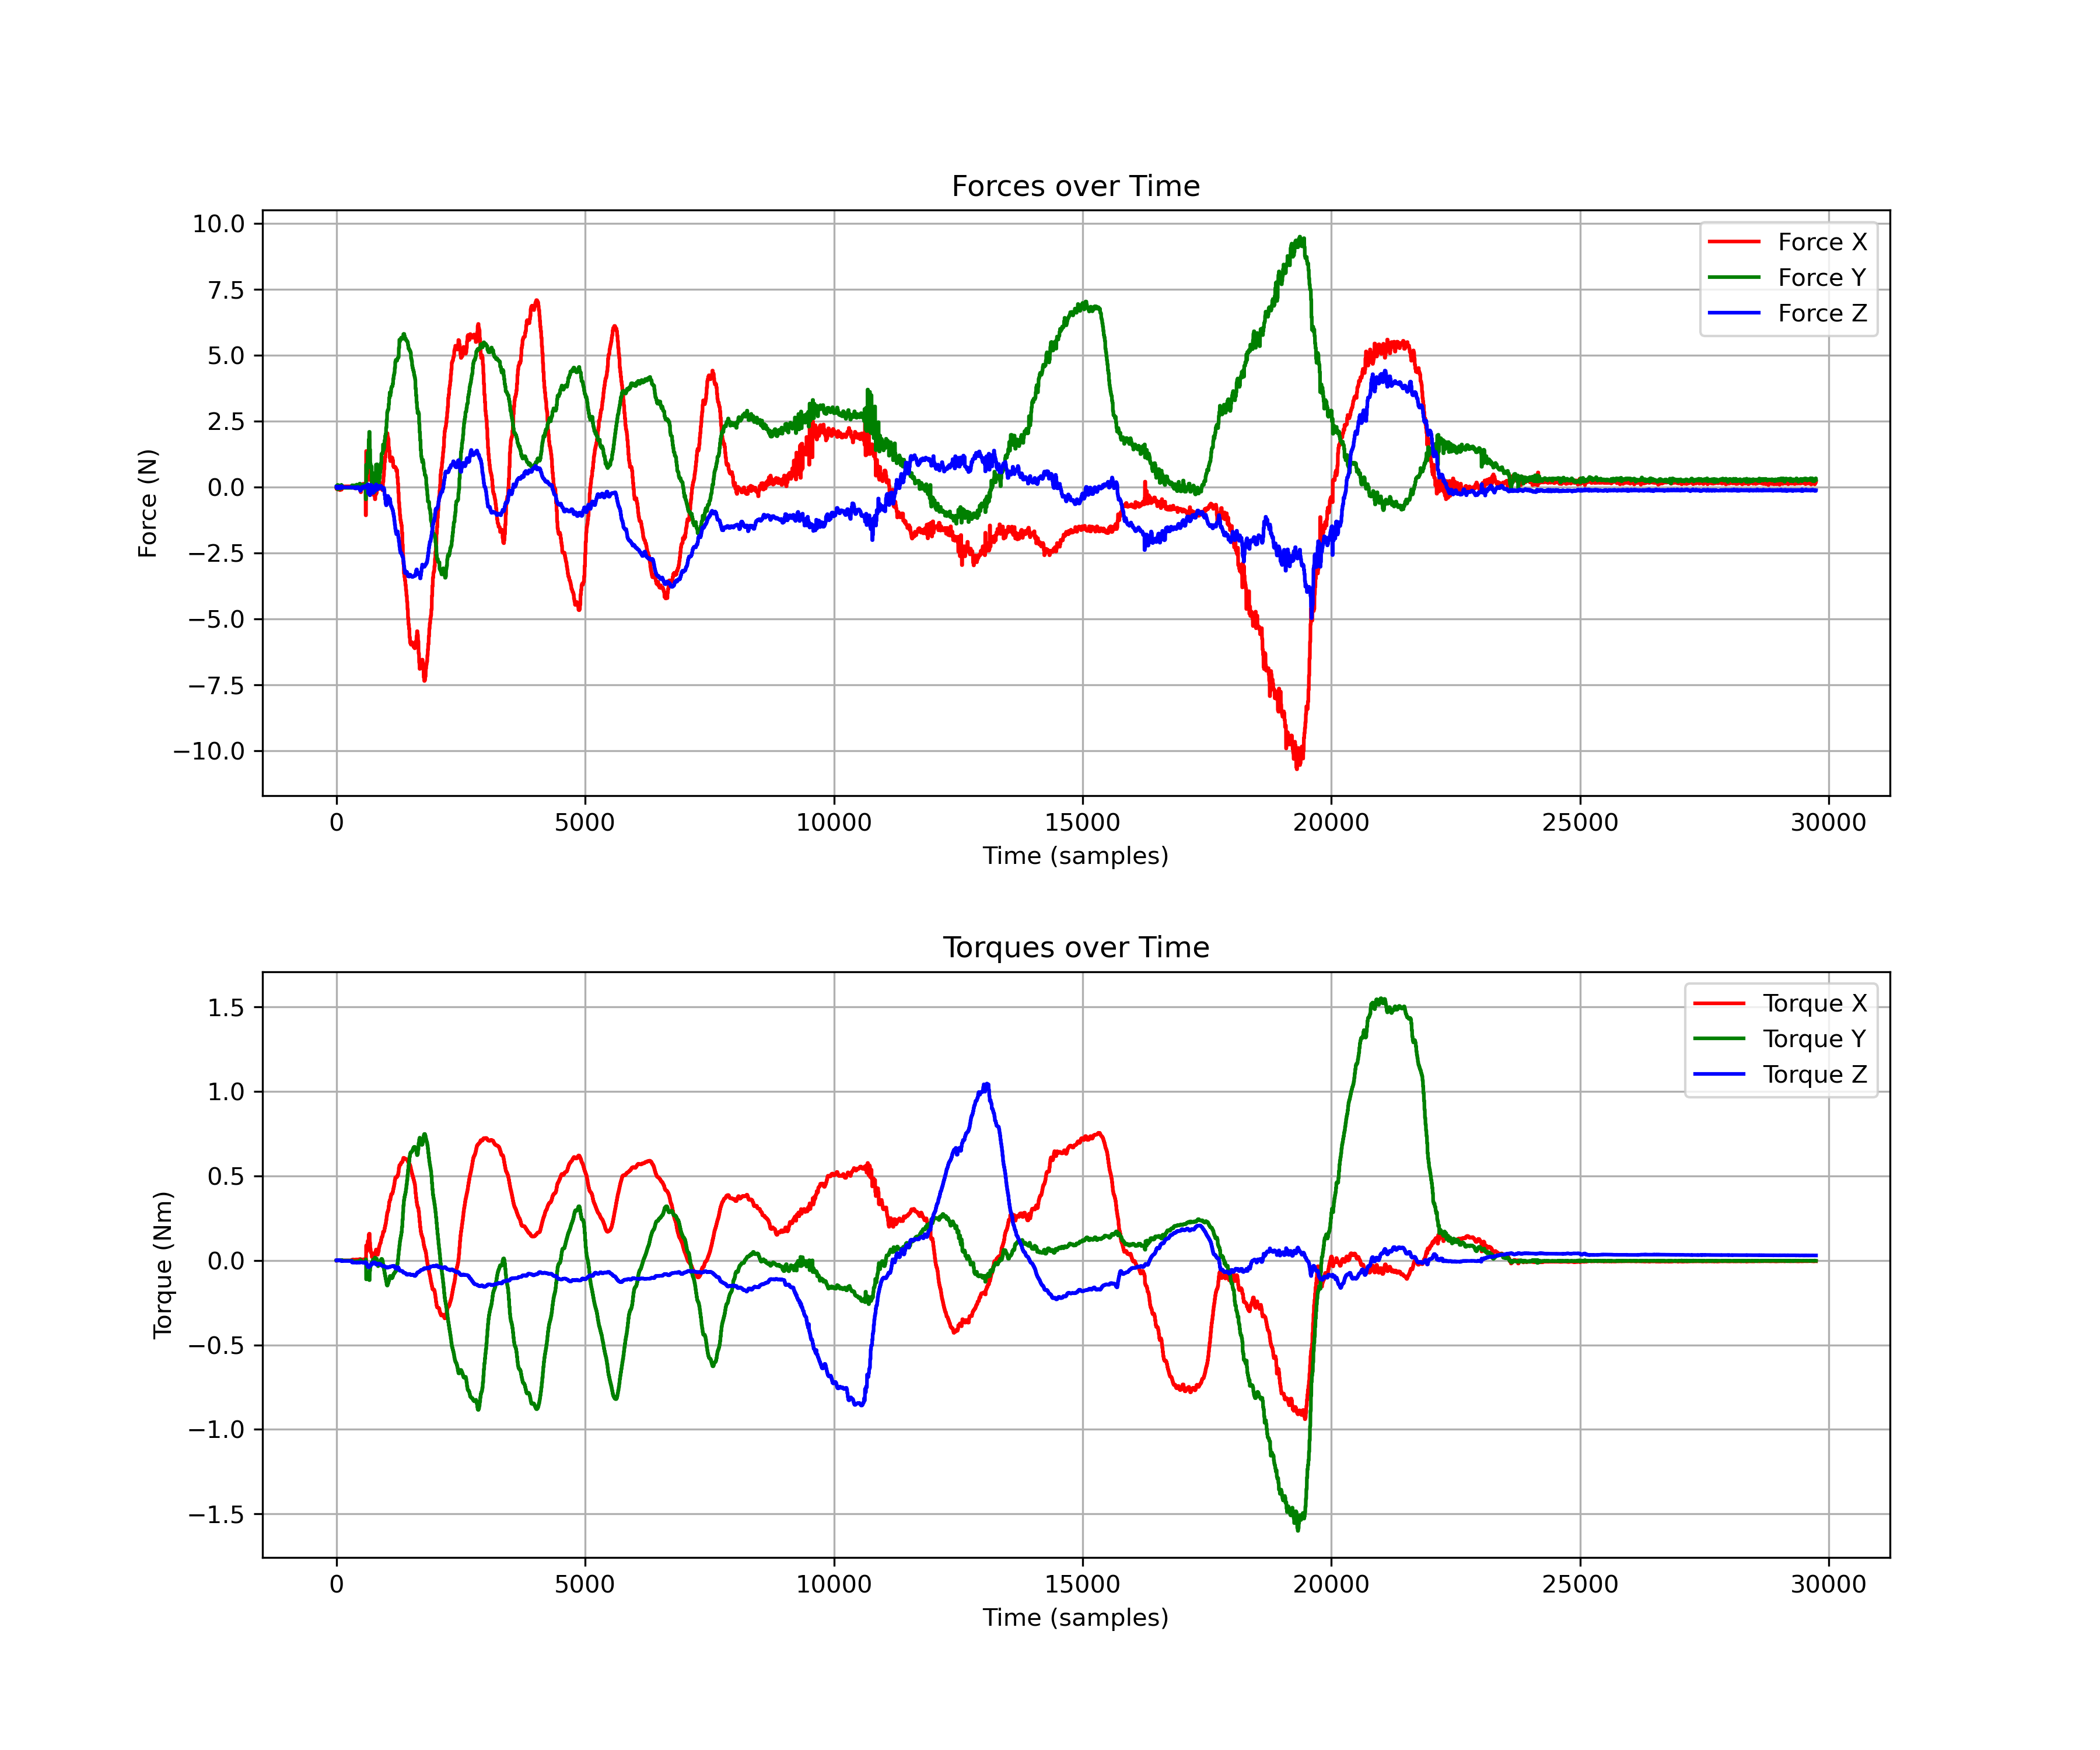 Forces over Time
10.0
7.5
5.0
2.5
0.0
−2.5
−5.0
−7.5
−10.0
Force (N)
Force X
Force Y
Force Z
0 5000 10000 15000 20000 25000 30000
Time (samples)
Torques over Time
1.5
1.0
0.5
0.0
−0.5
−1.0
−1.5
Torque (Nm)
Torque X
Torque Y
Torque Z
0 5000 10000 15000 20000 25000 30000
Time (samples)